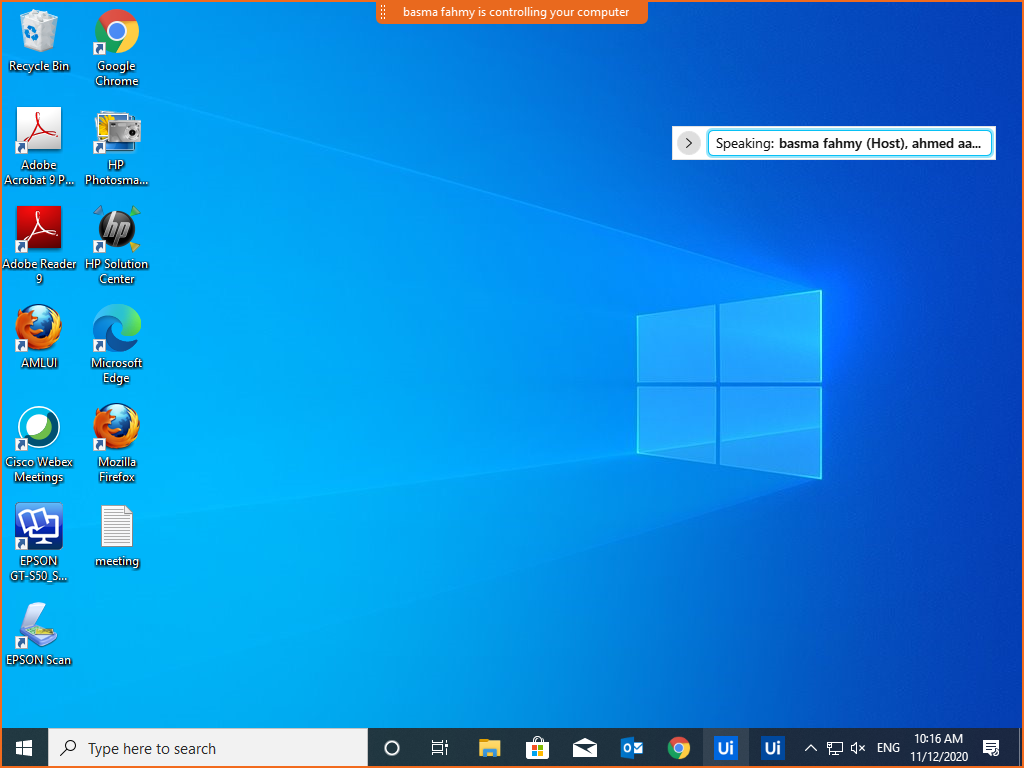 basma fahmy is controlling your computer
Recycle Bin
Google
Chrome
Adobe
Acrobat 9 P...
HP
Photosma...
Adobe Reader
9
hp
HP Solution
Center
AMLUI
Microsoft
Edge
Cisco Webex
Meetings
Mozilla
Firefox
EPSON
GT-S50_S...
meeting
EPSON Scan
Speaking: basma fahmy (Host), ahmed aa...
Type here to search
Ui
Ui
ENG
10:16 AM
11/12/2020